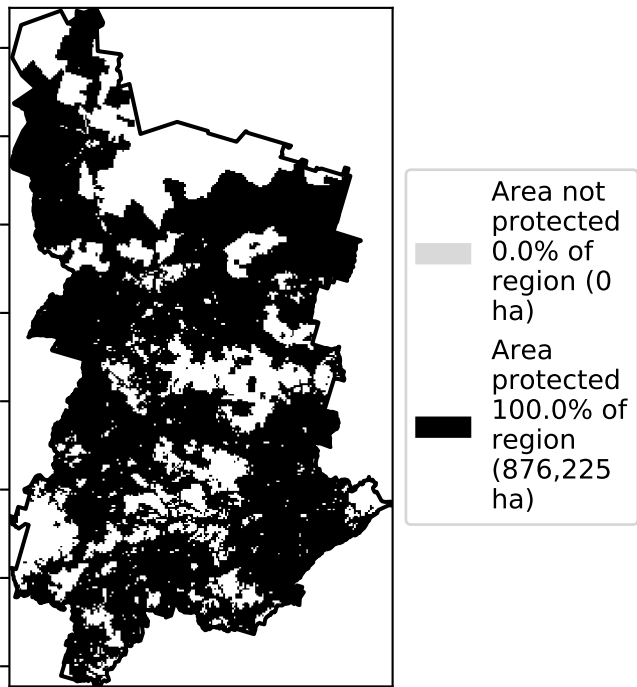 Area not
protected
0.0% of
region (0
ha)
Area
protected
100.0% of
region
(876,225
ha)